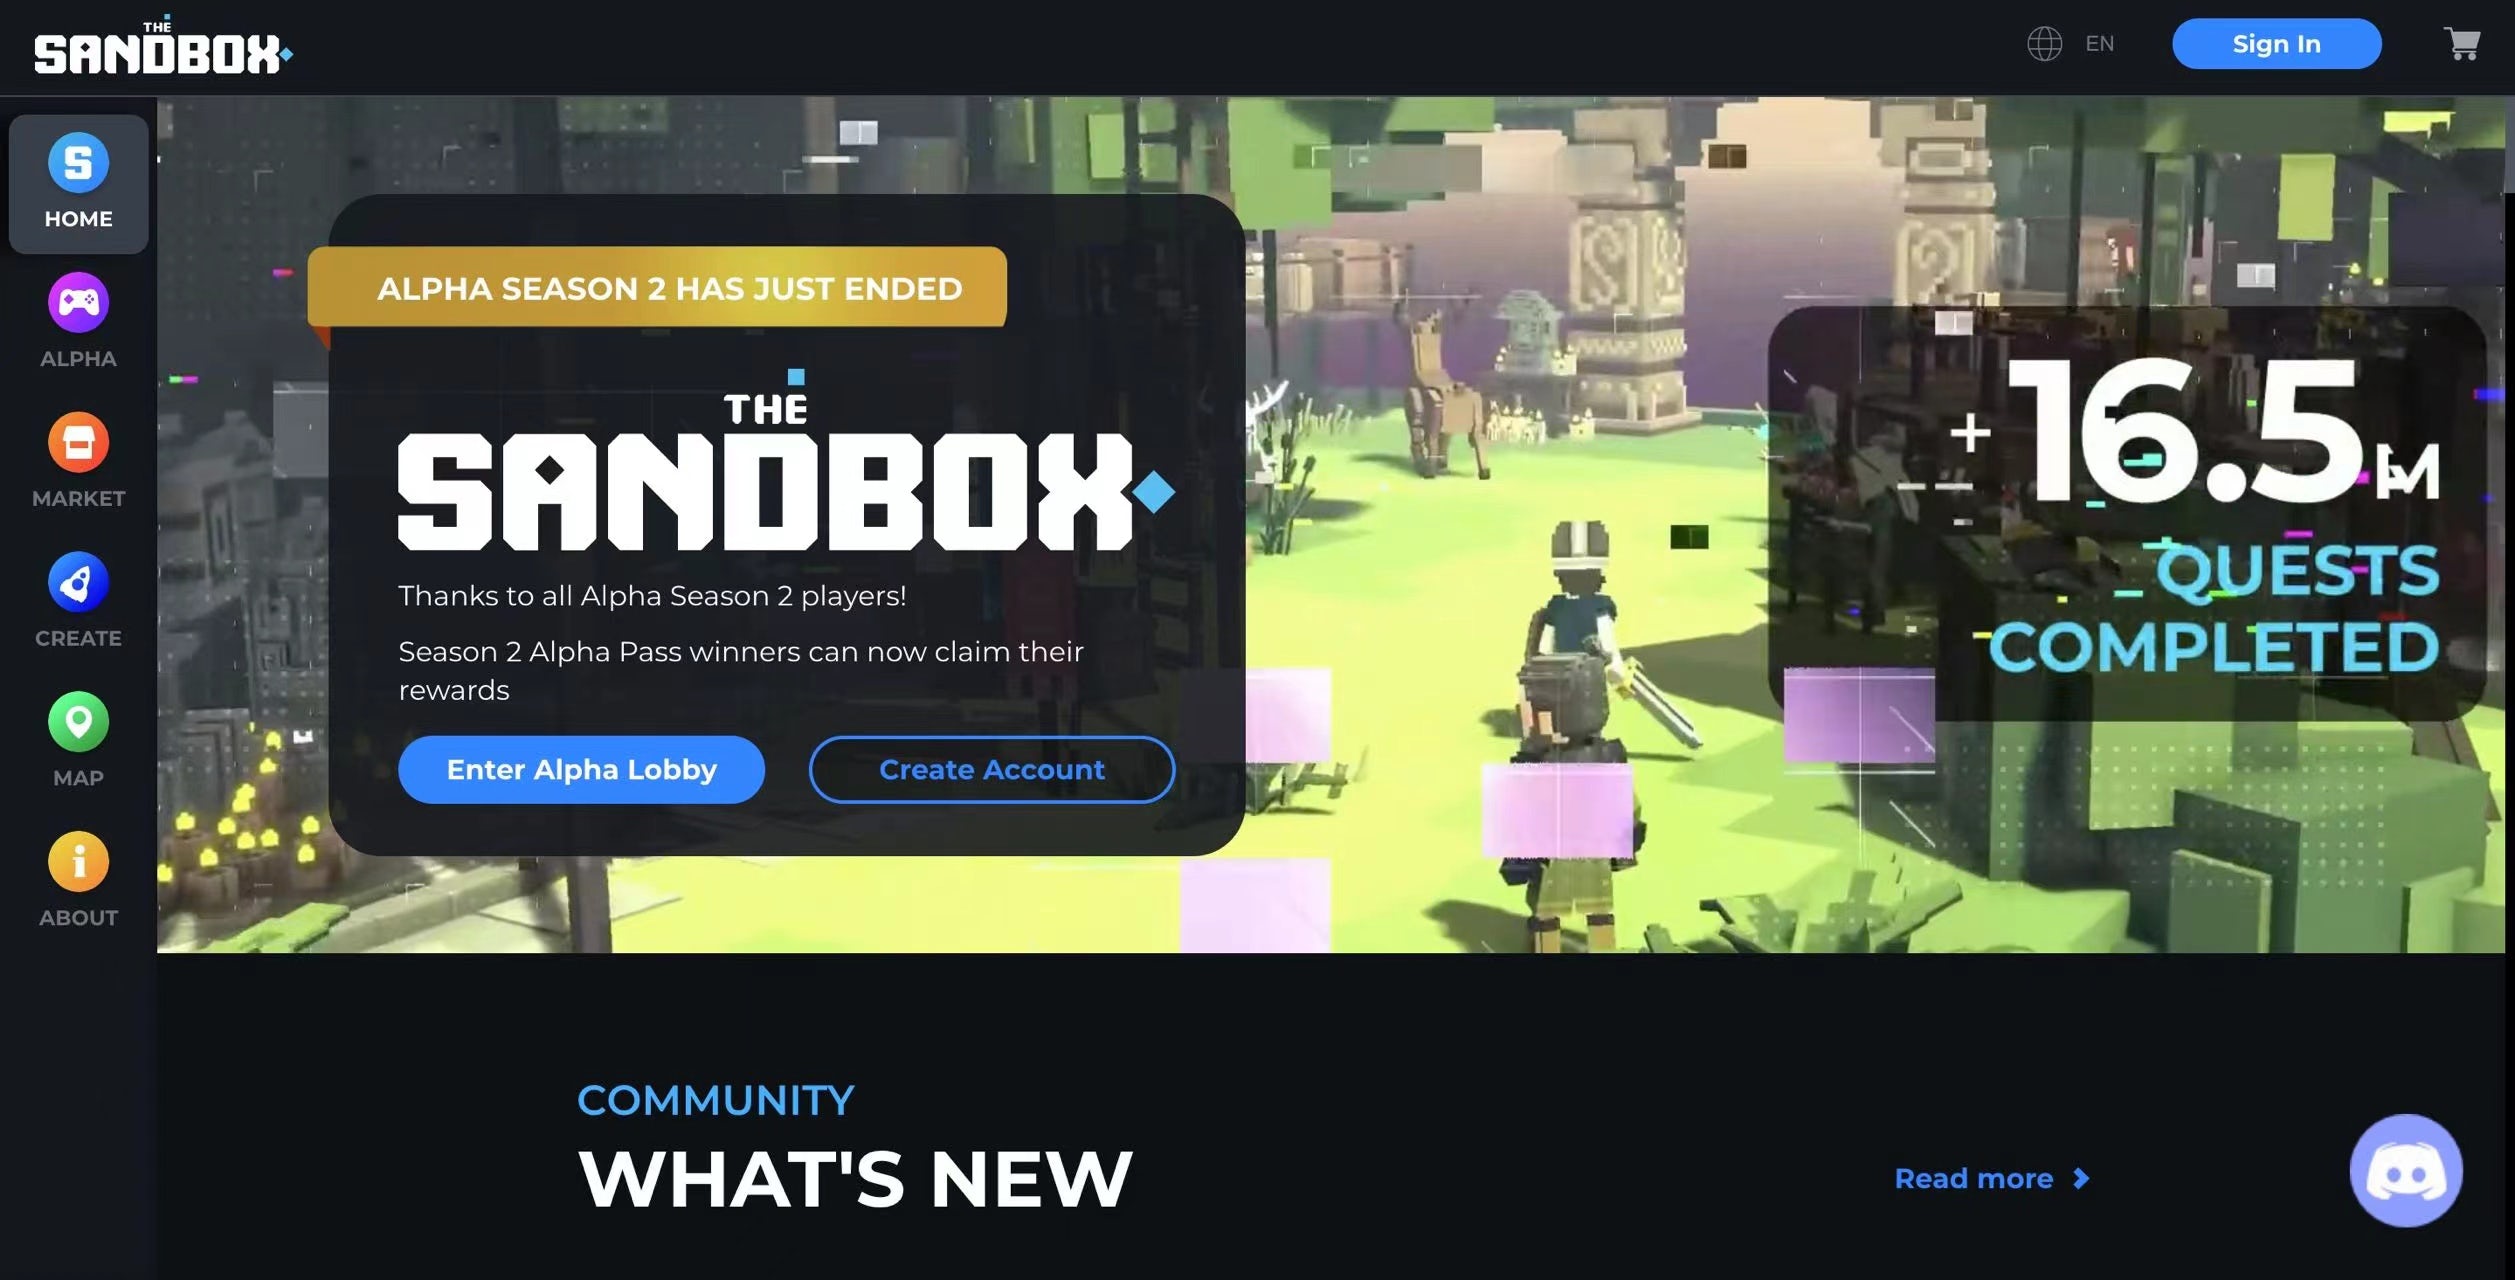 THE
SANDBOX
EN
Sign In
HOME
ALPHA
MARKET
CREATE
MAP
ABOUT
ALPHA SEASON 2 HAS JUST ENDED
THE
SANDBOX
Thanks to all Alpha Season 2 players!
Season 2 Alpha Pass winners can now claim their
rewards
Enter Alpha Lobby
Create Account
+16.5M
QUESTS
COMPLETED
COMMUNITY
WHAT'S NEW
Read more